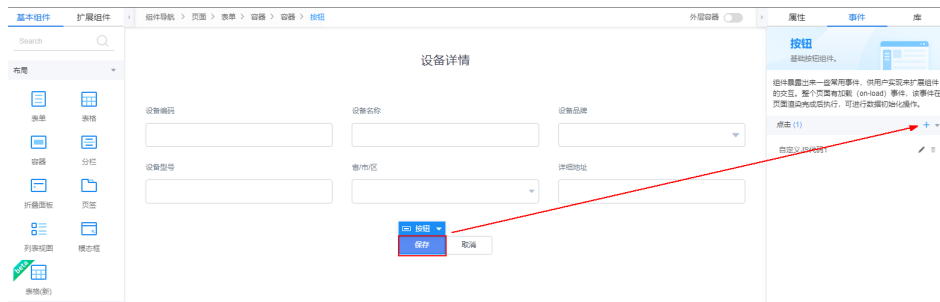 基本组件 扩展组件
组件导航 > 页面 > 表单 > 容器 > 容器 > 按钮
外层容器
属性 事件 库
Search
布局
表单 表格
容器 分栏
折叠面板 页签
列表视图 模态框
beta
表格(新)
设备详情
设备编码 设备名称 设备品牌
设备型号 省/市/区 详细地址
按钮
保存 取消
按钮
基础按钮组件。
组件暴露出来一些常用事件，供用户实现来扩展组件
的交互。整个页面有加载（on-load）事件，该事件在
页面渲染完成后执行，可进行数据初始化操作。
点击 (1)
自定义JS代码1